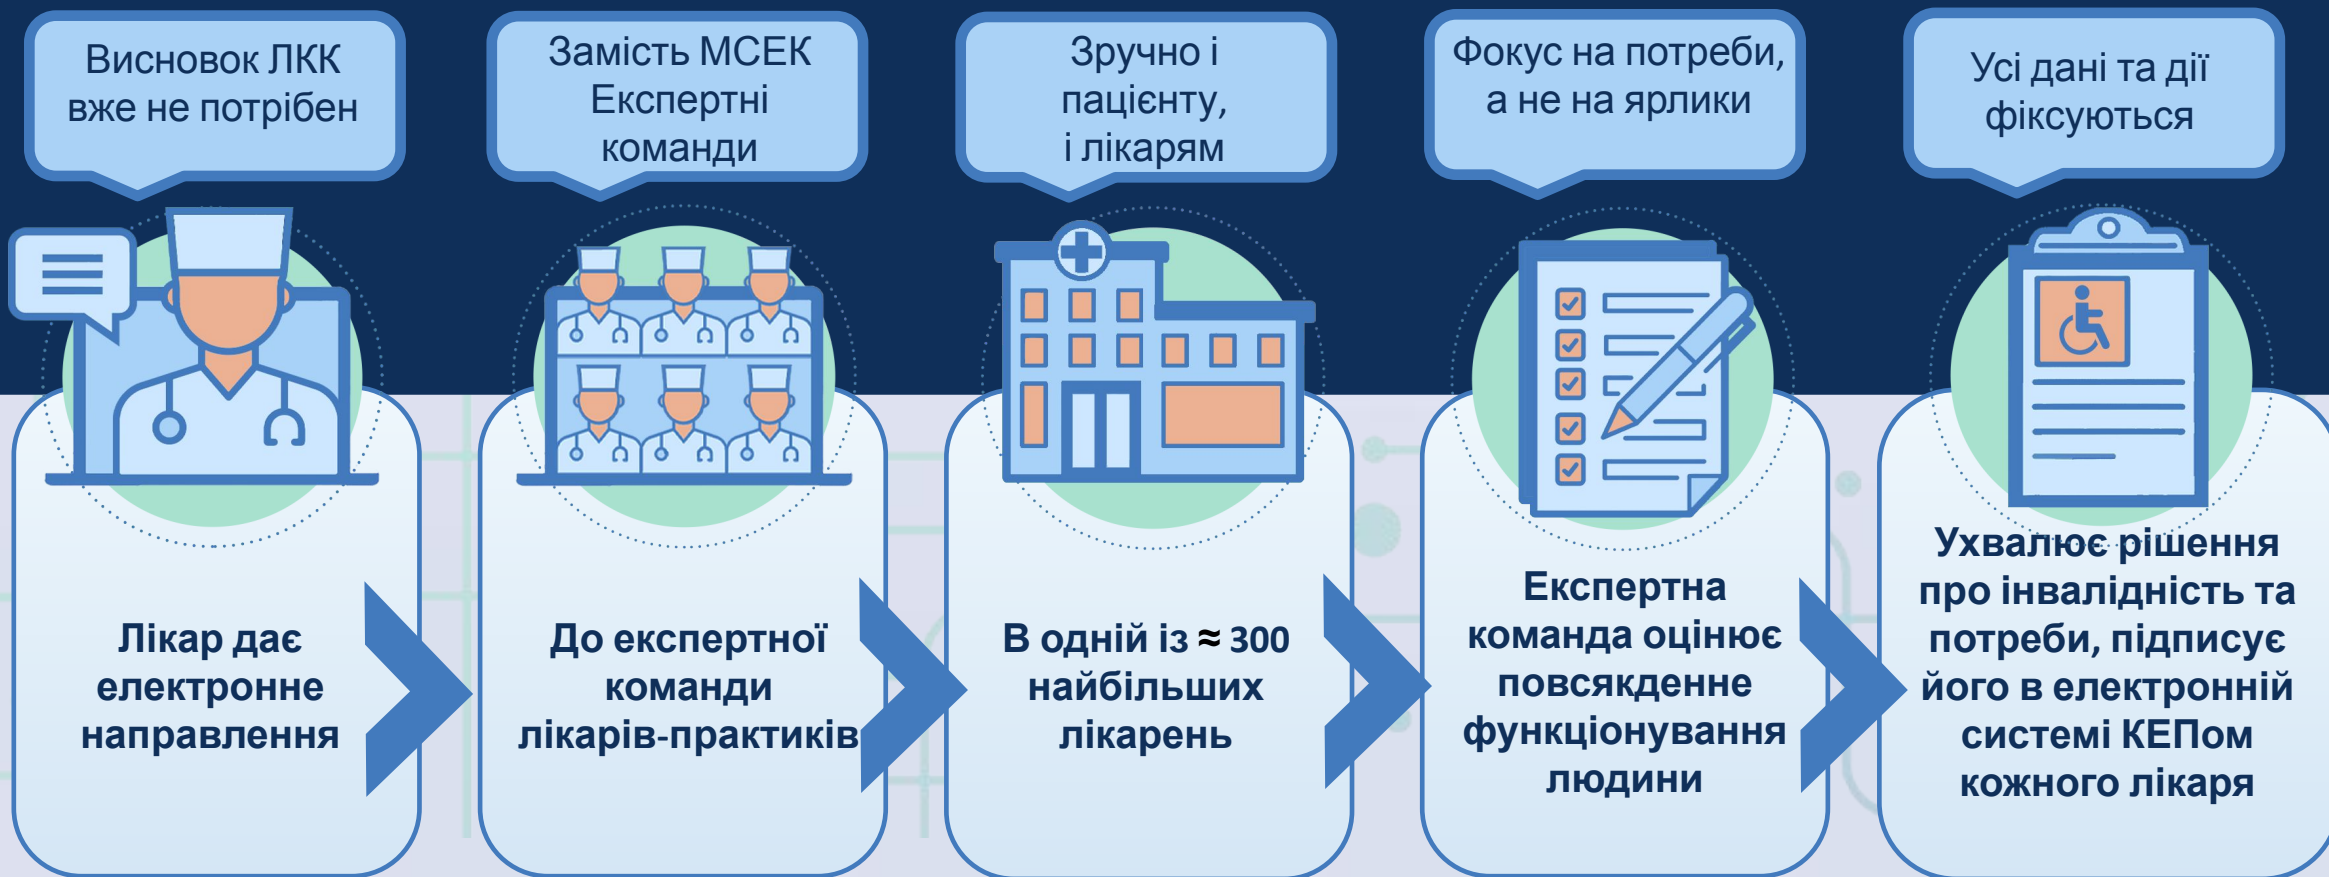 Висновок ЛКК
вже не потрібен
Замість МСЕК
Експертні
команди
Зручно і
пацієнту,
і лікарям
Фокус на потреби,
а не на ярлики
Усі дані та дії
фіксуються
Лікар дає
електронне
направлення
До експертної
команди
лікарів-практиків
В одній із ≈ 300
найбільших
лікарень
Експертна
команда оцінює
повсякденне
функціонування
людини
Ухвалює рішення
про інвалідність та
потреби, підписує
його в електронній
системі КЕПом
кожного лікаря